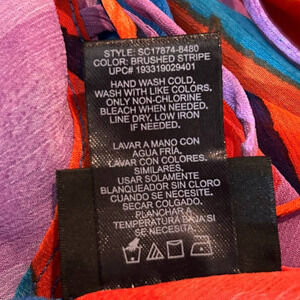 STYLE: SC17874-8480
COLOR: BRUSHED STRIPE
UPC# 193319029401
HAND WASH COLD,
WASH WITH LIKE COLORS,
ONLY NON-CHLORINE
BLEACH WHEN NEEDED.
LINE DRY, LOW IRON
IF NEEDED.
LAVAR A MANO CON
AGUA FRÍA.
LAVAR CON COLORES.
SIMILARES.
USAR SOLAMENTE
BLANQUEADOR SIN CLORO
CUANDO SE NECESITE.
SECAR COLGADO.
PLANCHAR A
TEMPERATURA BAJA SI
SE NECESITA.